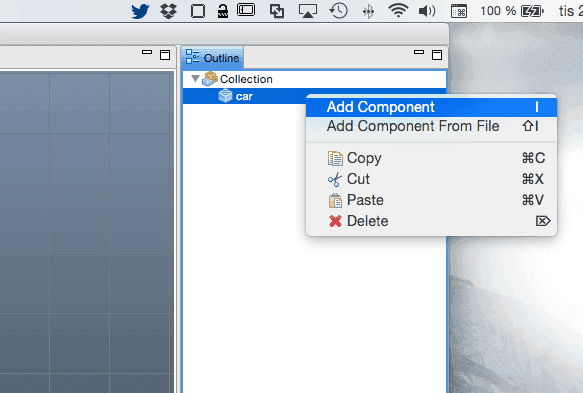 100 % tis 2
Outline
Collection
car
Add Component I
Add Component From File ⇧I
Copy ⌘C
Cut ⌘X
Paste ⌘V
Delete ⌦